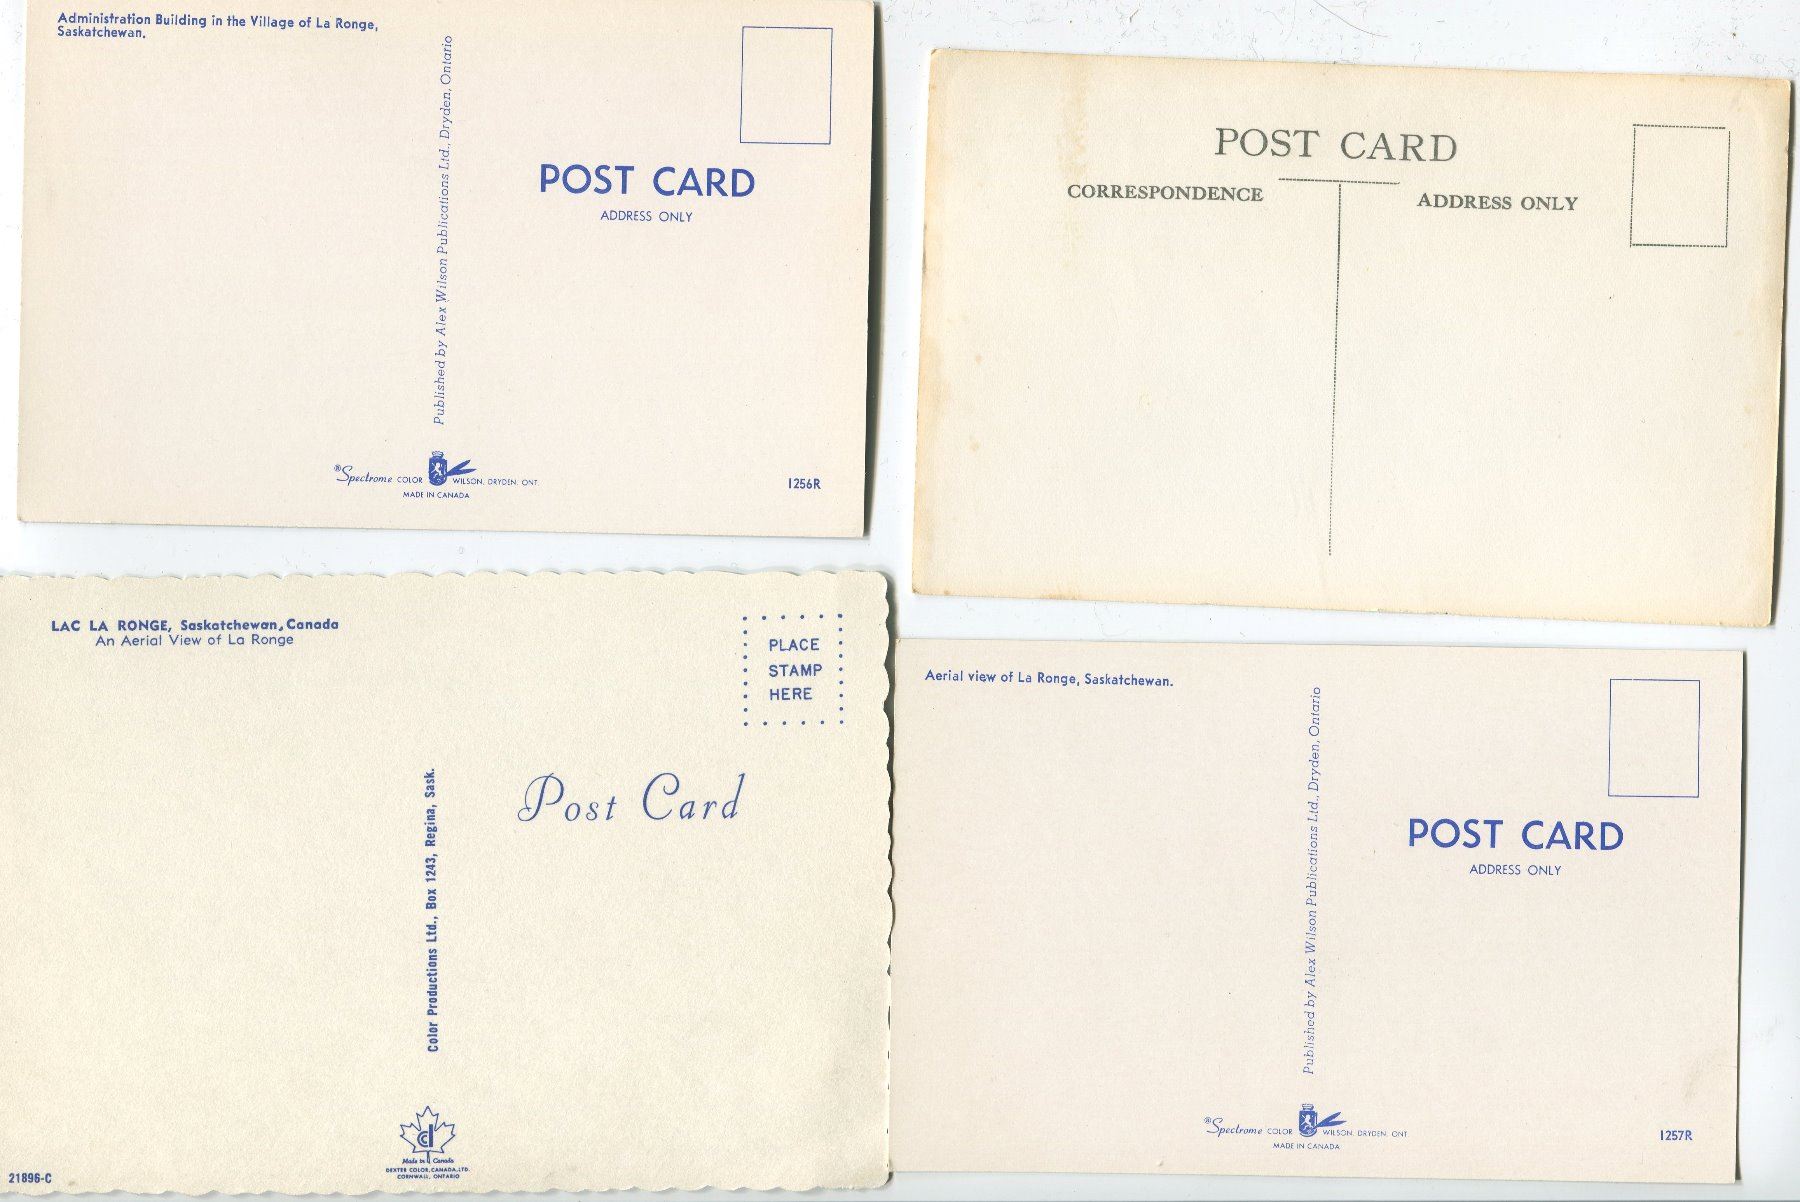 Administration Building in the Village of La Ronge,
Saskatchewan.
Published by Alex Wilson Publications Ltd., Dryden, Ontario
POST CARD
ADDRESS ONLY
®Spectrome COLOR WILSON, DRYDEN, ONT
MADE IN CANADA
1256R
POST CARD
CORRESPONDENCE
ADDRESS ONLY
LAC LA RONGE, Saskatchewan, Canada
An Aerial View of La Ronge
PLACE
STAMP
HERE
Color Productions Ltd., Box 1243, Regina, Sask.
Post Card
Made in Canada
DEXTER COLOR, CANADA, LTD.
CORNWALL, ONTARIO
21896-C
Aerial view of La Ronge, Saskatchewan.
Published by Alex Wilson Publications Ltd., Dryden, Ontario
POST CARD
ADDRESS ONLY
®Spectrome COLOR WILSON, DRYDEN, ONT
MADE IN CANADA
1257R